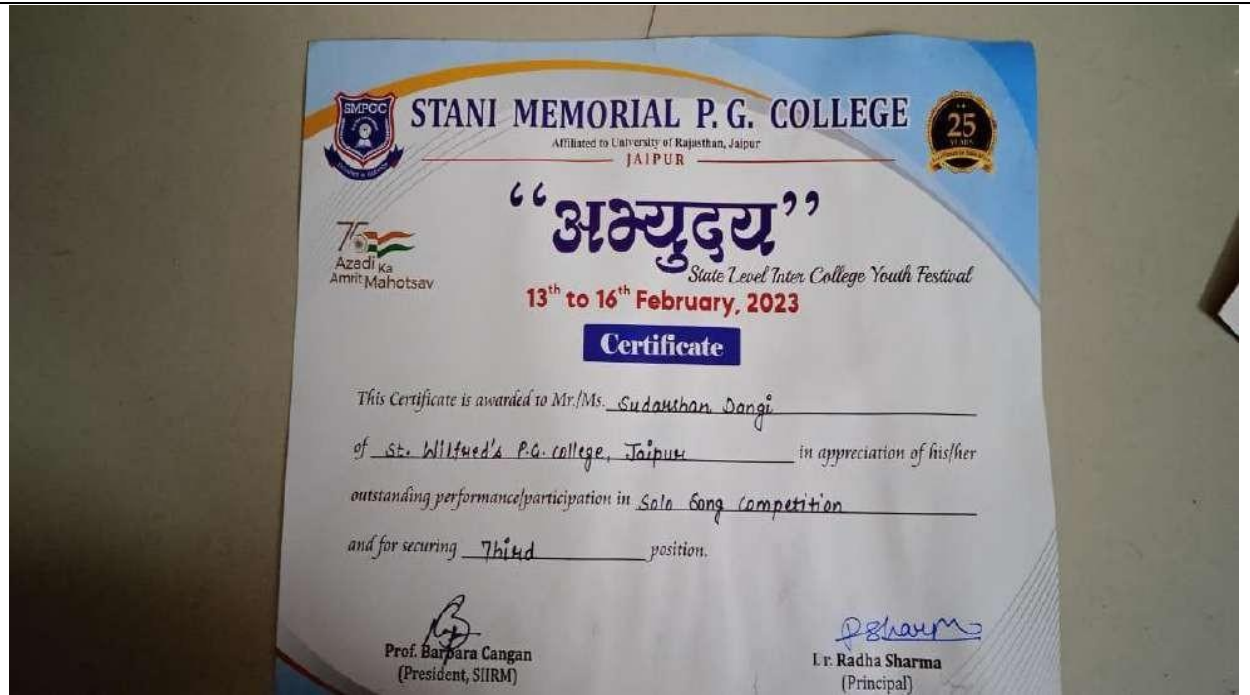 SMPGC
STANI MEMORIAL P. G. COLLEGE
Affiliated to University of Rajasthan, Jaipur
JAIPUR
25
YEARS
“अभ्युदय”
75
Azadi Ka
Amrit Mahotsav
State Level Inter College Youth Festival
13th to 16th February, 2023
Certificate
This Certificate is awarded to Mr./Ms. Sudarshan Dangi
of St. Wilfred's P.G. college, Jaipur in appreciation of his/her
outstanding performance/participation in Solo Song Competition
and for securing Third position.
Prof. Barbara Cangan
(President, SIIRM)
Dr. Radha Sharma
(Principal)